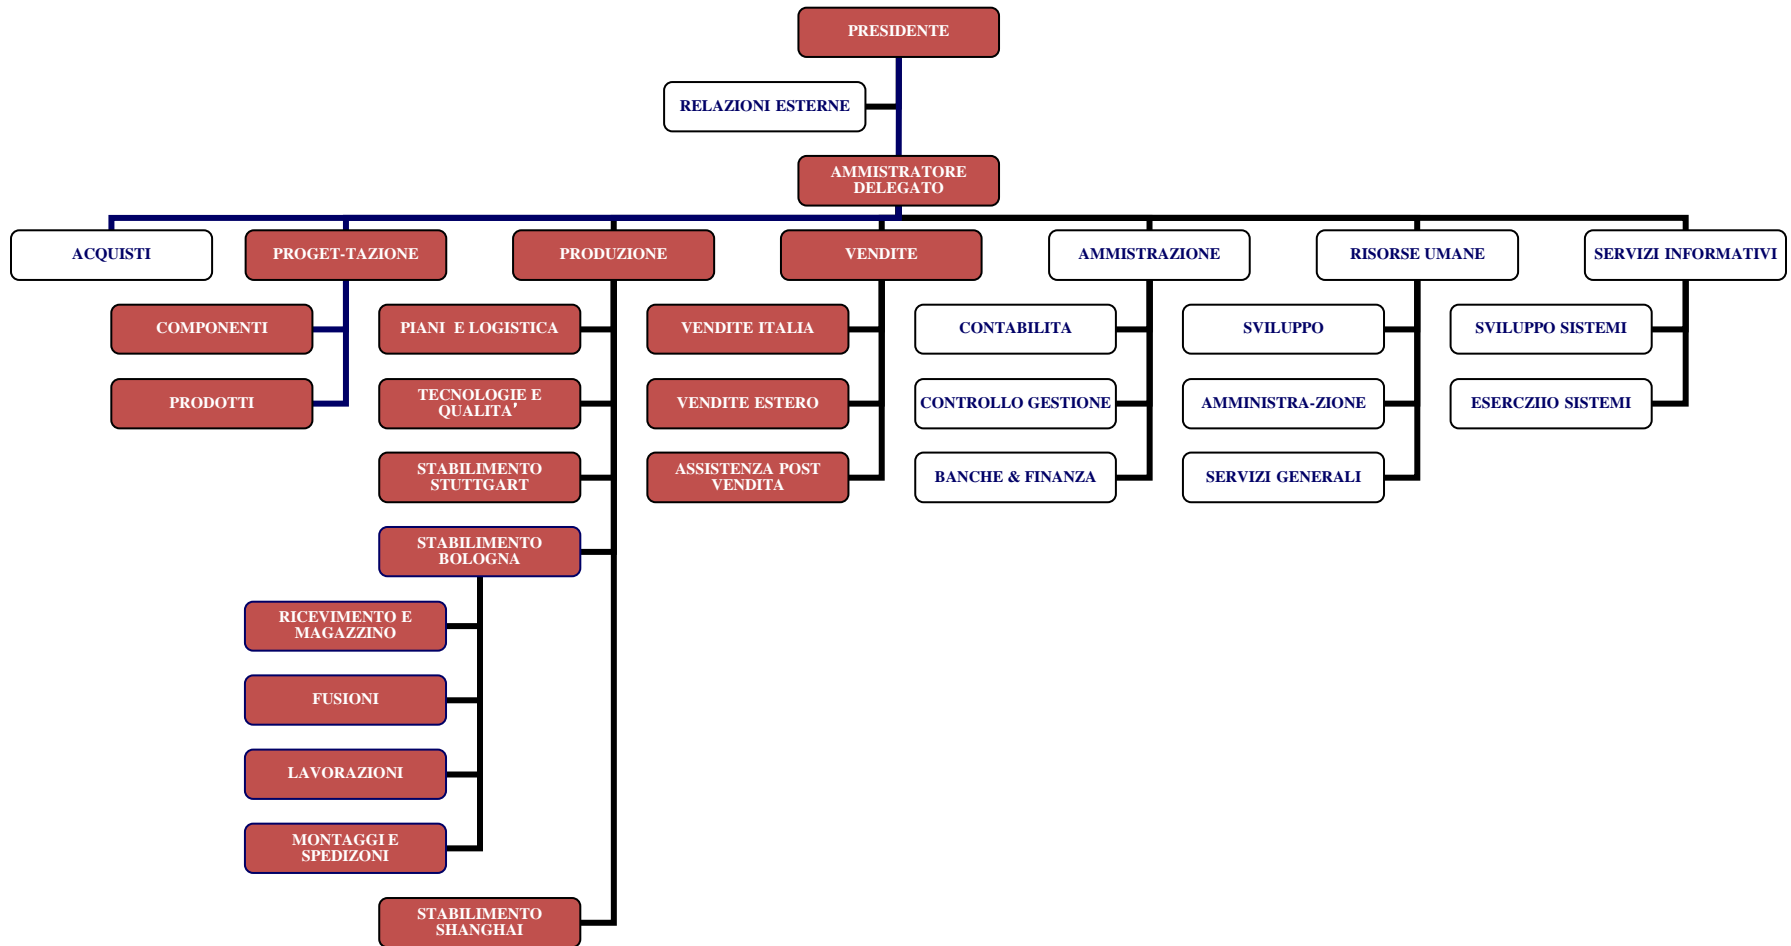 PRESIDENTE
RELAZIONI ESTERNE
AMMISTRATORE
DELEGATO
ACQUISTI
PROGET-TAZIONE
PRODUZIONE
VENDITE
AMMISTRAZIONE
RISORSE UMANE
SERVIZI INFORMATIVI
COMPONENTI
PIANI E LOGISTICA
VENDITE ITALIA
CONTABILITA
SVILUPPO
SVILUPPO SISTEMI
PRODOTTI
TECNOLOGIE E
QUALITA'
VENDITE ESTERO
CONTROLLO GESTIONE
AMMINISTRA-ZIONE
ESERCZIIO SISTEMI
STABILIMENTO
STUTTGART
ASSISTENZA POST
VENDITA
BANCHE & FINANZA
SERVIZI GENERALI
STABILIMENTO
BOLOGNA
RICEVIMENTO E
MAGAZZINO
FUSIONI
LAVORAZIONI
MONTAGGI E
SPEDIZONI
STABILIMENTO
SHANGHAI